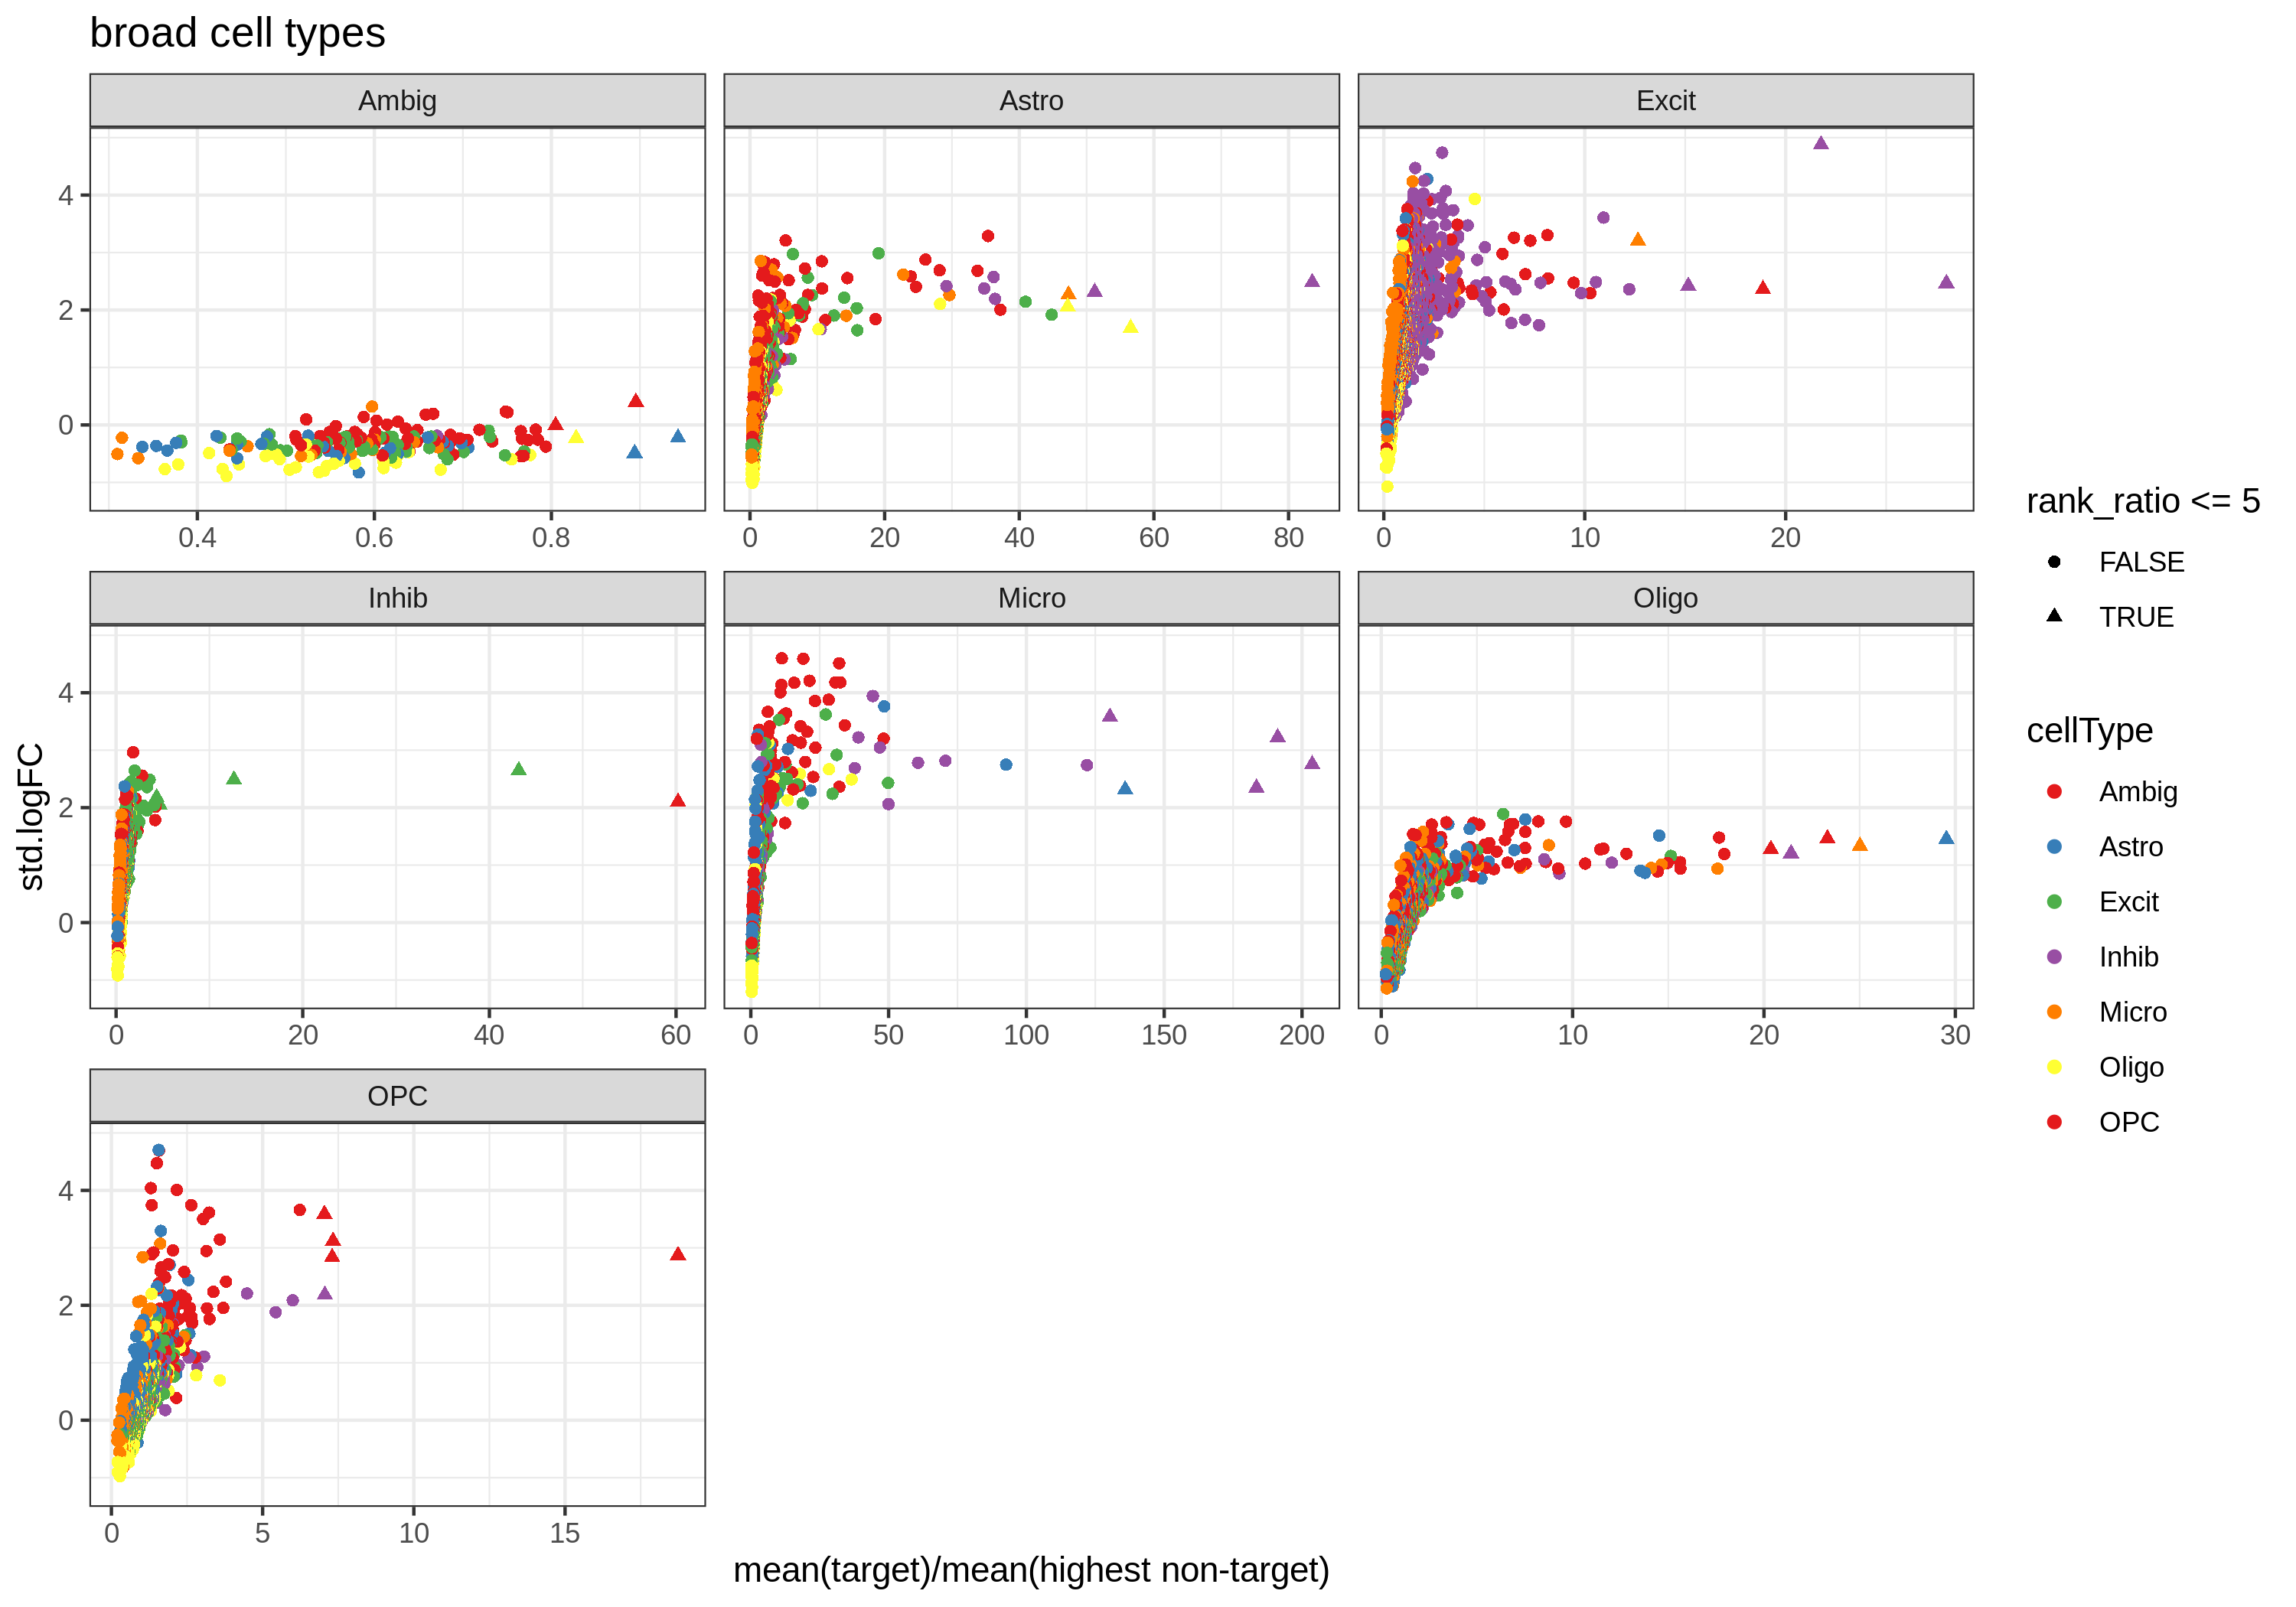 broad cell types
Ambig
Astro
Excit
4
2
0
0.4 0.6 0.8
0 20 40 60 80
0 10 20
Inhib
Micro
Oligo
4
2
0
0 20 40 60
0 50 100 150 200
0 10 20 30
OPC
4
2
0
0 5 10 15
std.logFC
mean(target)/mean(highest non-target)
rank_ratio <= 5
FALSE
TRUE
cellType
Ambig
Astro
Excit
Inhib
Micro
Oligo
OPC